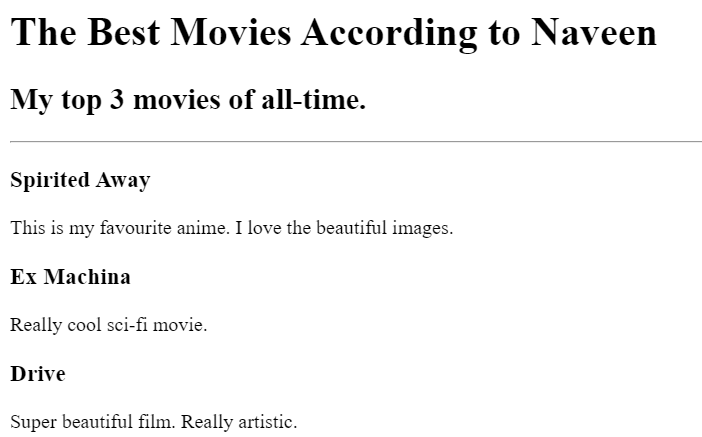 The Best Movies According to Naveen
My top 3 movies of all-time.
Spirited Away
This is my favourite anime. I love the beautiful images.
Ex Machina
Really cool sci-fi movie.
Drive
Super beautiful film. Really artistic.